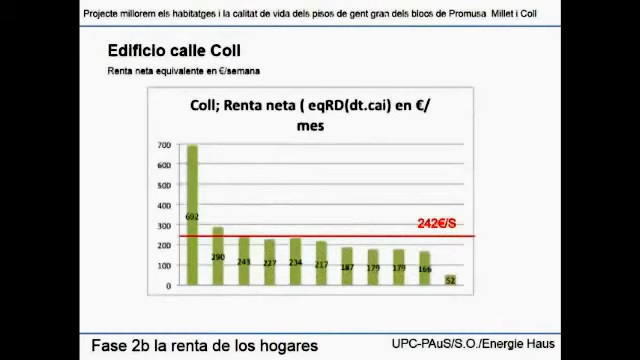 Projecte millorem els habitatges i la calitat de vida dels pisos de gent gran dels blocs de Promusa Millet i Coll
Edificio calle Coll
Renta neta equivalente en €/semana
Coll; Renta neta ( eqRD(dt.cai) en €/
mes
700
600
500
400
300
200
100
0
692
290
243
227
234
217
187
179
179
166
52
242€/S
Fase 2b la renta de los hogares
UPC-PAuS/S.O./Energie Haus